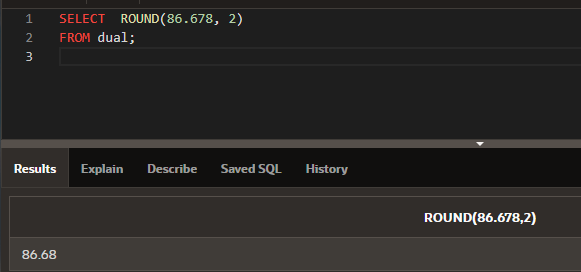 1 SELECT  ROUND(86.678, 2)
2 FROM dual;
3
Results Explain Describe Saved SQL History
ROUND(86.678,2)
86.68